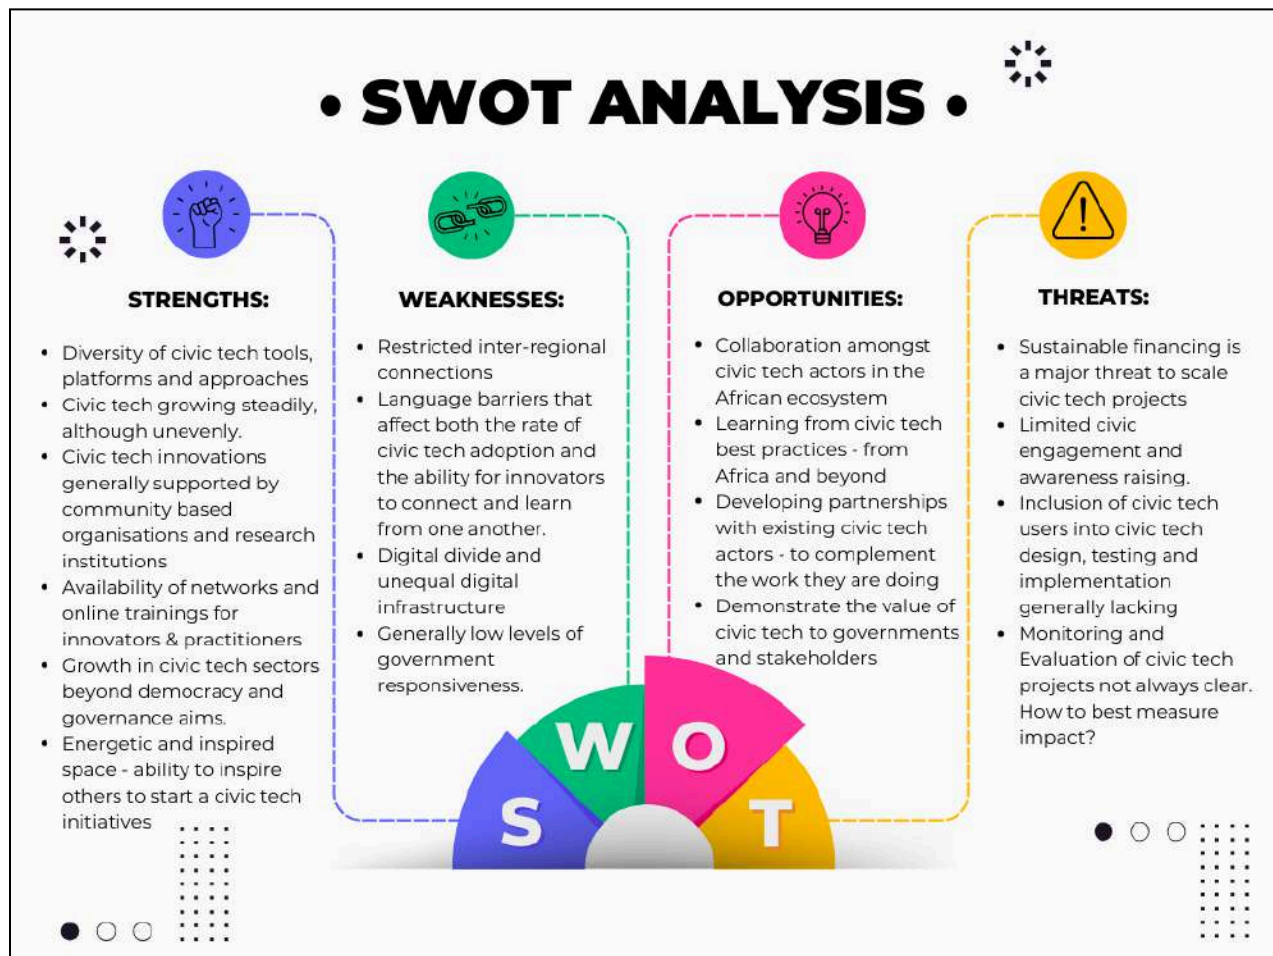 • SWOT ANALYSIS •
STRENGTHS:
• Diversity of civic tech tools,
platforms and approaches
• Civic tech growing steadily,
although unevenly.
• Civic tech innovations
generally supported by
community based
organisations and research
institutions
• Availability of networks and
online trainings for
innovators & practitioners
• Growth in civic tech sectors
beyond democracy and
governance aims.
• Energetic and inspired
space - ability to inspire
others to start a civic tech
initiatives
WEAKNESSES:
• Restricted inter-regional
connections
• Language barriers that
affect both the rate of
civic tech adoption and
the ability for innovators
to connect and learn
from one another.
• Digital divide and
unequal digital
infrastructure
• Generally low levels of
government
responsiveness.
OPPORTUNITIES:
• Collaboration amongst
civic tech actors in the
African ecosystem
• Learning from civic tech
best practices - from
Africa and beyond
• Developing partnerships
with existing civic tech
actors - to complement
the work they are doing
• Demonstrate the value of
civic tech to governments
and stakeholders
THREATS:
• Sustainable financing is
a major threat to scale
civic tech projects
• Limited civic
engagement and
awareness raising.
• Inclusion of civic tech
users into civic tech
design, testing and
implementation
generally lacking
• Monitoring and
Evaluation of civic tech
projects not always clear.
How to best measure
impact?
S
W
O
T